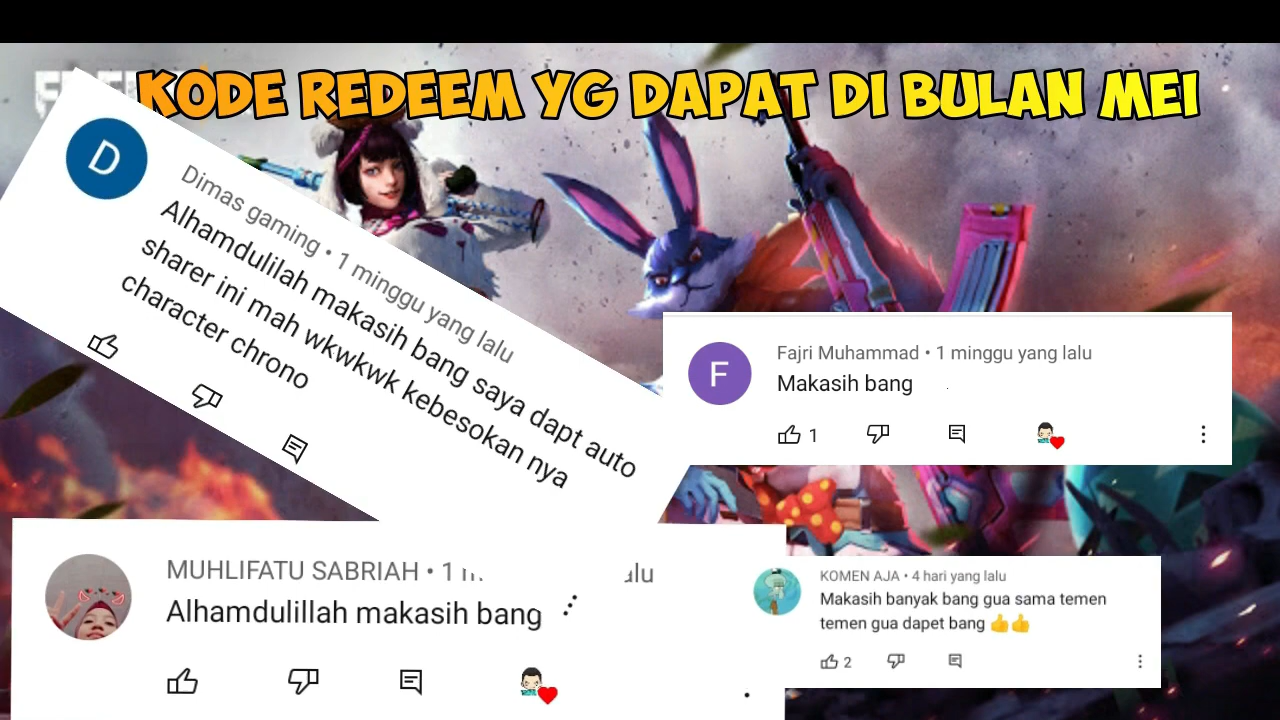 KODE REDEEM YG DAPAT DI BULAN MEI
D
Dimas gaming • 1 minggu yang lalu
Alhamdulilah makasih bang saya dapt auto
sharer ini mah wkwkwk kebesokan nya
character chrono
F
Fajri Muhammad • 1 minggu yang lalu
Makasih bang
1
MUHLIFATU SABRIAH • 1
Alhamdulillah makasih bang
KOMEN AJA • 4 hari yang lalu
Makasih banyak bang gua sama temen
temen gua dapet bang 👍👍
2